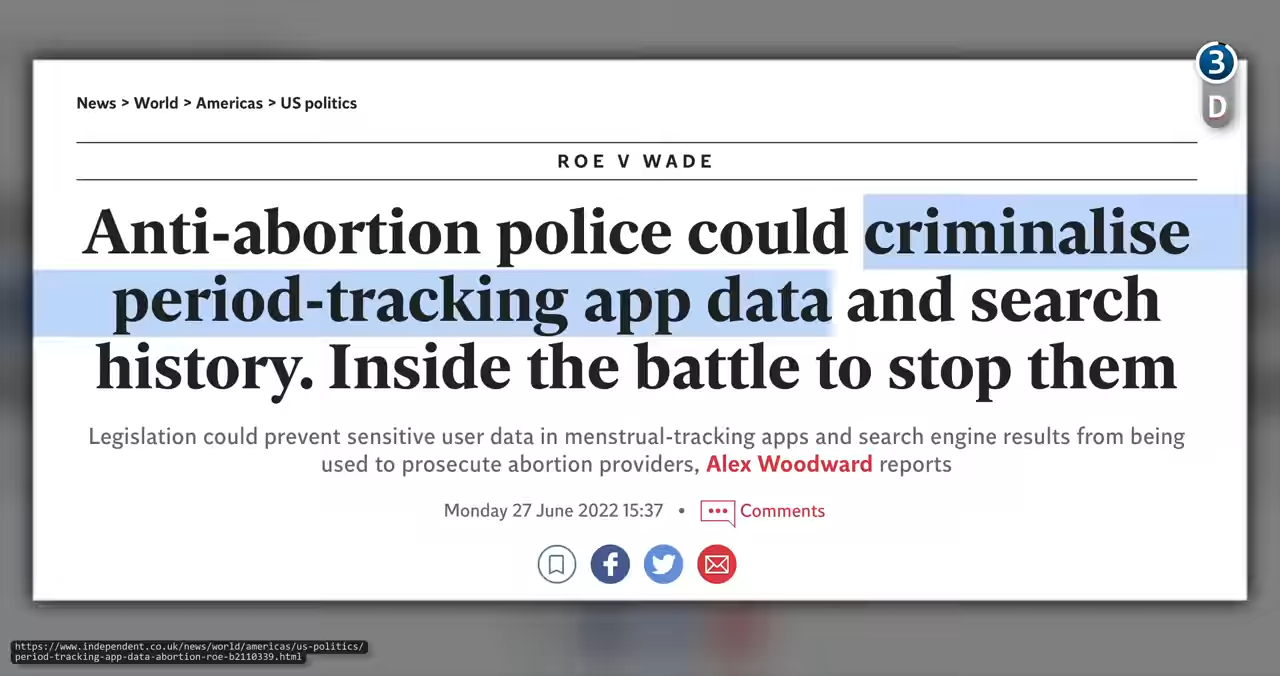 3
D
News > World > Americas > US politics
ROE V WADE
Anti-abortion police could criminalise
period-tracking app data and search
history. Inside the battle to stop them
Legislation could prevent sensitive user data in menstrual-tracking apps and search engine results from being
used to prosecute abortion providers, Alex Woodward reports
Monday 27 June 2022 15:37 • Comments
https://www.independent.co.uk/news/world/americas/us-politics/
period-tracking-app-data-abortion-roe-b2110339.html